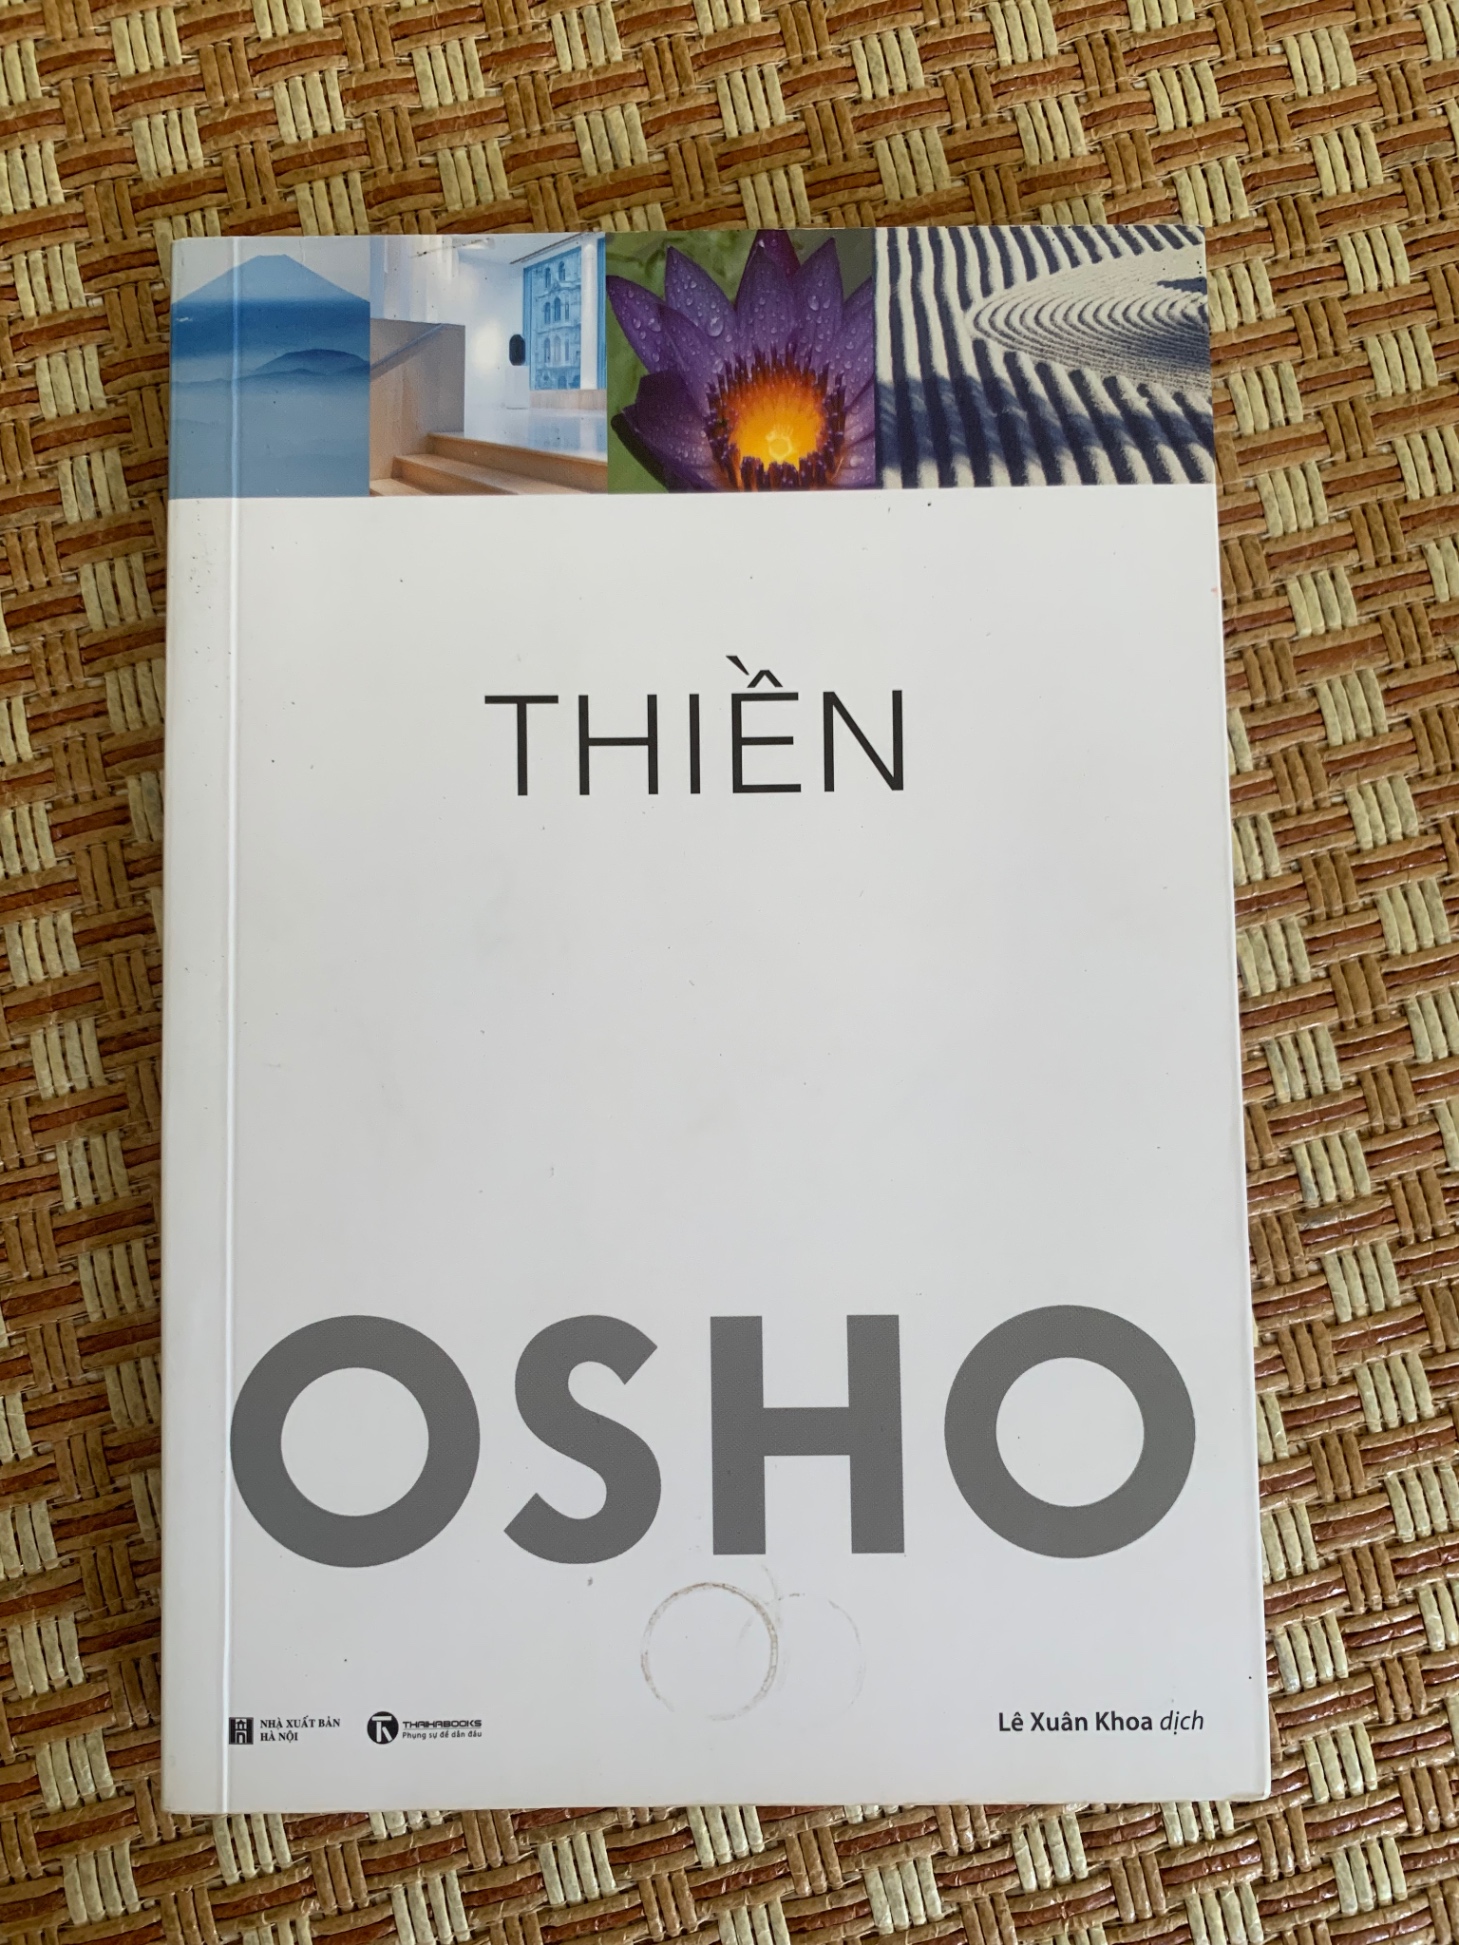 THIỀN
OSHO
NHÀ XUẤT BẢN
HÀ NỘI
THAIHABOOKS
Phụng sự để dẫn đầu
Lê Xuân Khoa dịch